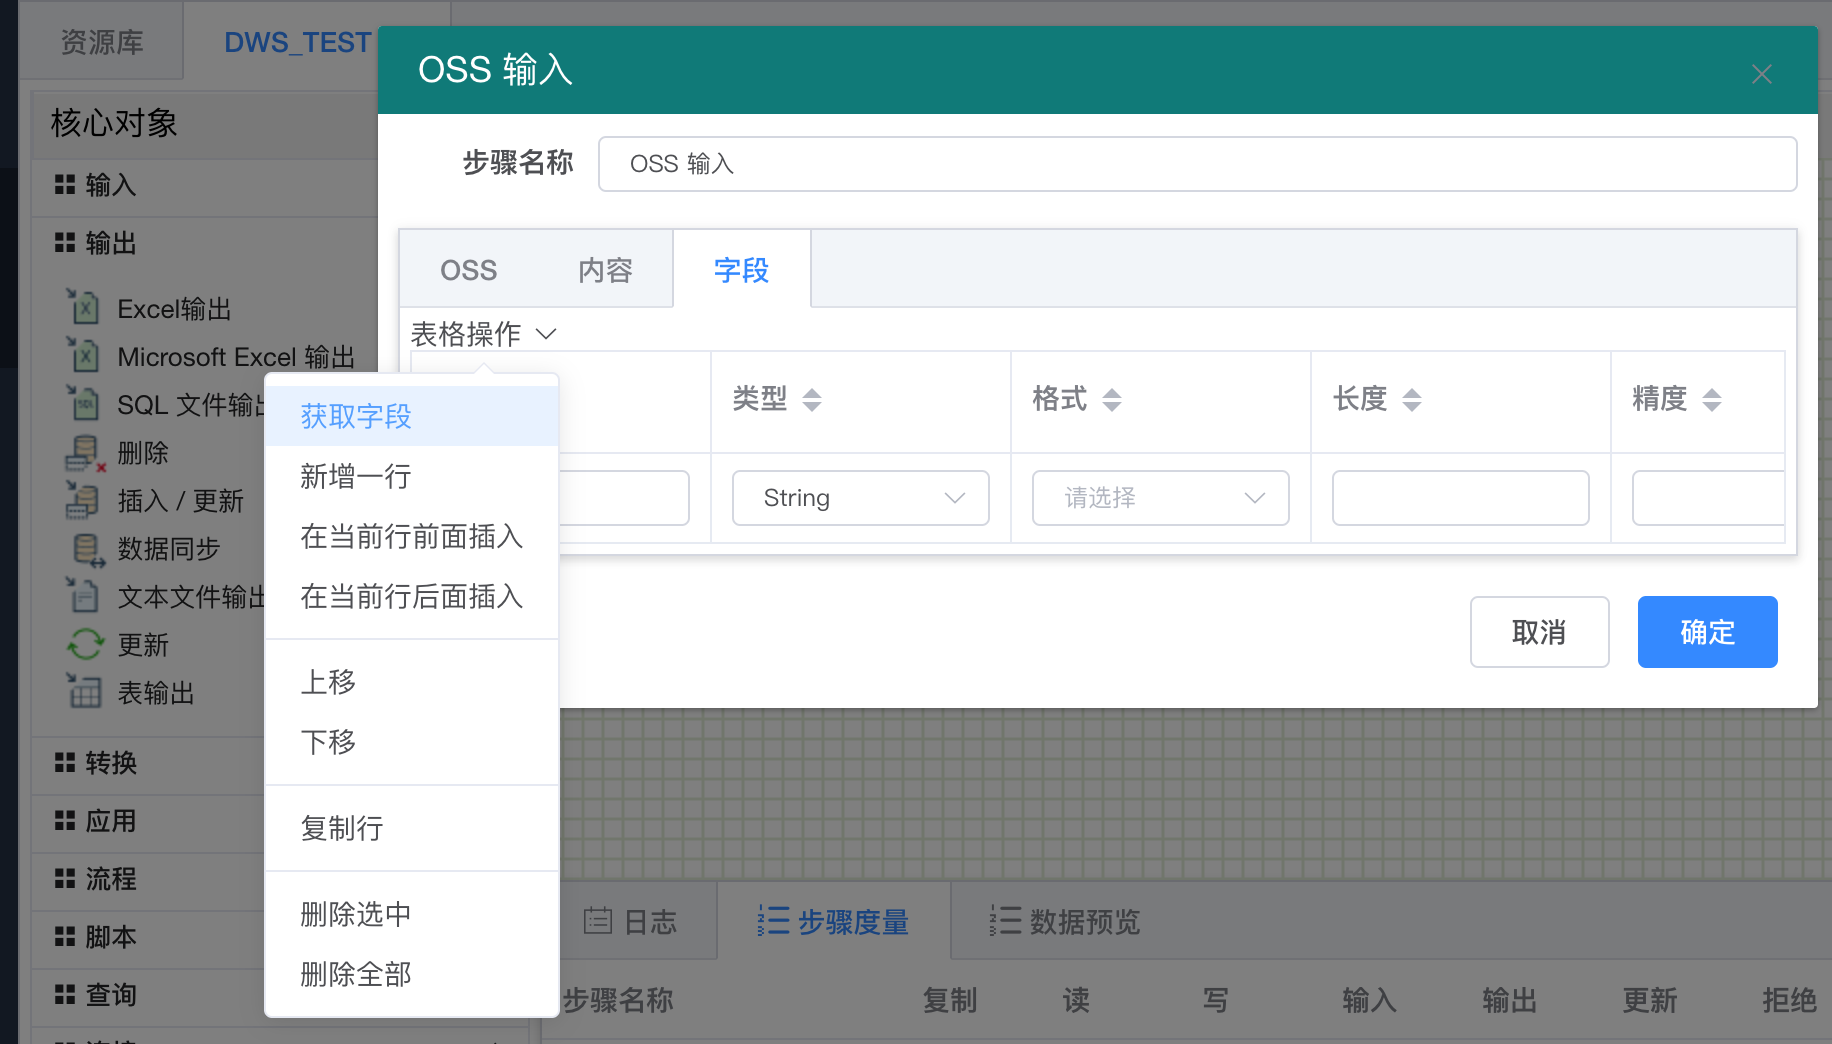 资源库
DWS_TEST
核心对象
输入
输出
Excel输出
Microsoft Excel 输出
SQL 文件输出
删除
插入 / 更新
数据同步
文本文件输出
更新
表输出
转换
应用
流程
脚本
查询
OSS 输入
步骤名称
OSS 输入
OSS 内容 字段
表格操作
类型 格式 长度 精度
String 请选择
取消 确定
获取字段
新增一行
在当前行前面插入
在当前行后面插入
上移
下移
复制行
删除选中
删除全部
日志 步骤度量 数据预览
步骤名称 复制 读 写 输入 输出 更新 拒绝